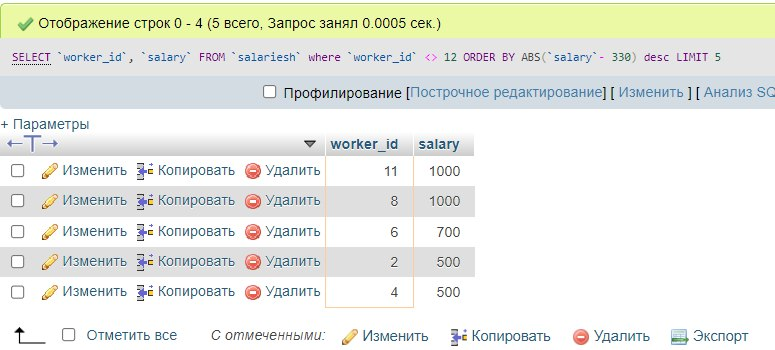 Отображение строк 0 - 4 (5 всего, Запрос занял 0.0005 сек.)
SELECT `worker_id`, `salary` FROM `salariesh` where `worker_id` <> 12 ORDER BY ABS(`salary`- 330) desc LIMIT 5
Профилирование [Построчное редактирование] [ Изменить ] [ Анализ SQ
+ Параметры
←T→ worker_id salary
Изменить Копировать Удалить 11 1000
Изменить Копировать Удалить 8 1000
Изменить Копировать Удалить 6 700
Изменить Копировать Удалить 2 500
Изменить Копировать Удалить 4 500
Отметить все С отмеченными: Изменить Копировать Удалить Экспорт